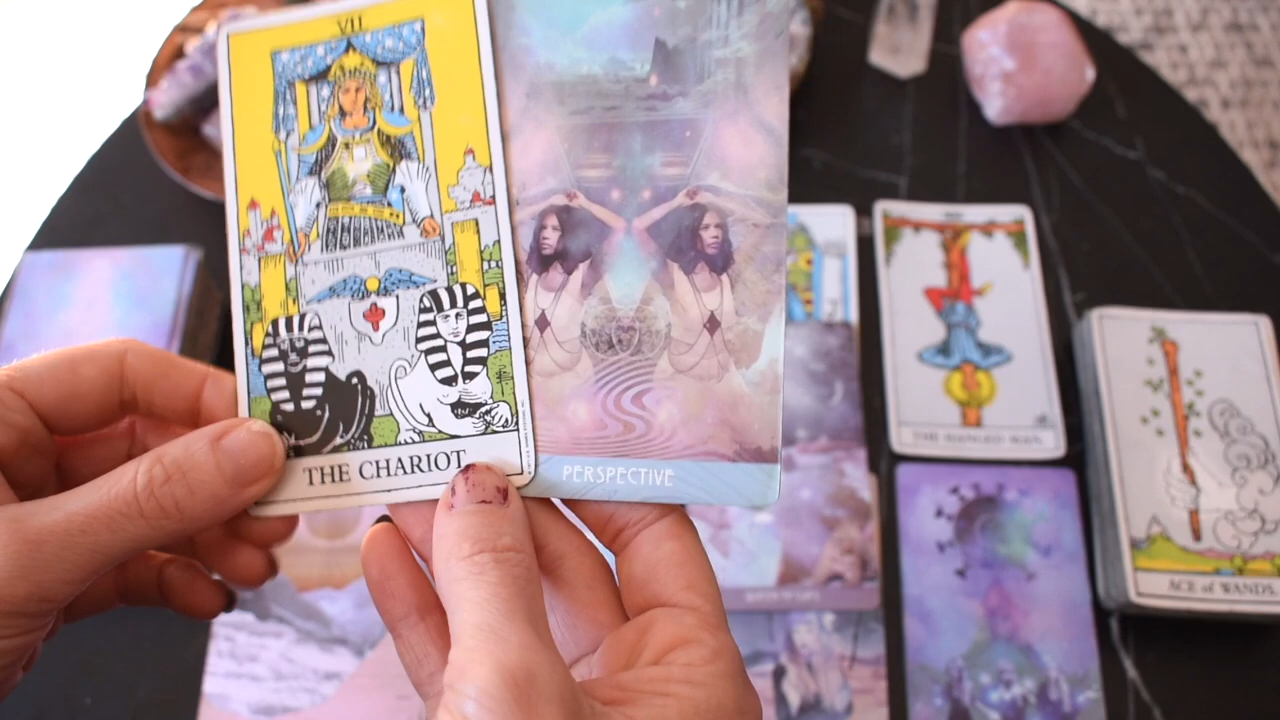 VII
THE CHARIOT
PERSPECTIVE
THE HANGED MAN.
ACE of WANDS.